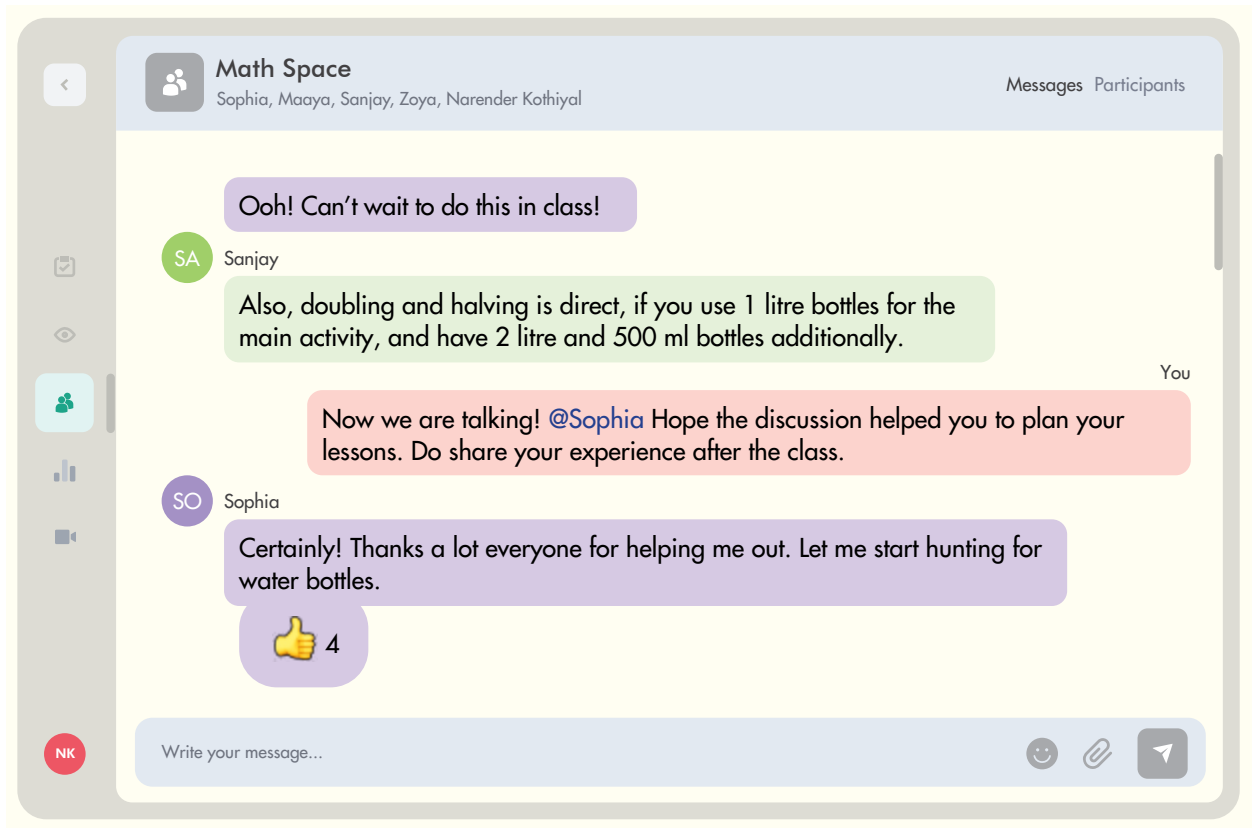 Math Space
Sophia, Maaya, Sanjay, Zoya, Narender Kothiyal
Messages Participants
Ooh! Can't wait to do this in class!
SA
Sanjay
Also, doubling and halving is direct, if you use 1 litre bottles for the
main activity, and have 2 litre and 500 ml bottles additionally.
You
Now we are talking! @Sophia Hope the discussion helped you to plan your
lessons. Do share your experience after the class.
SO
Sophia
Certainly! Thanks a lot everyone for helping me out. Let me start hunting for
water bottles.
👍 4
NK
Write your message...